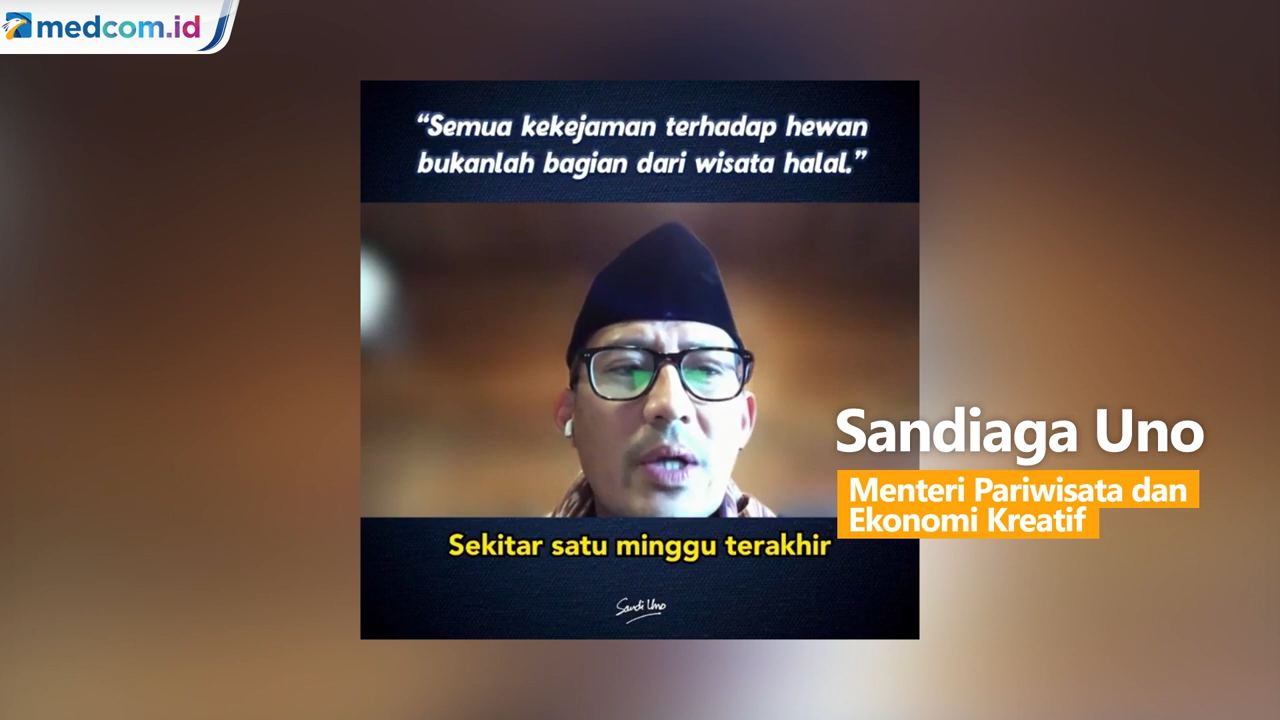 medcom.id
“Semua kekejaman terhadap hewan
bukanlah bagian dari wisata halal.”
Sandiaga Uno
Menteri Pariwisata dan
Ekonomi Kreatif
Sekitar satu minggu terakhir
Sandi Uno